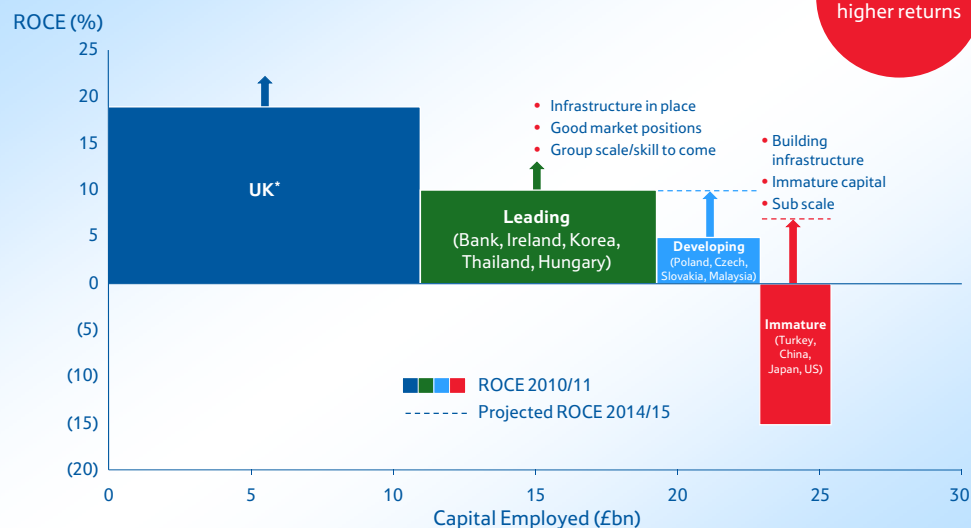 higher returns
ROCE (%)
25
20
15
10
5
0
(5)
(10)
(15)
(20)
UK*
• Infrastructure in place
• Good market positions
• Group scale/skill to come
Leading
(Bank, Ireland, Korea,
Thailand, Hungary)
• Building
infrastructure
• Immature capital
• Sub scale
Developing
(Poland, Czech,
Slovakia, Malaysia)
Immature
(Turkey,
China,
Japan, US)
ROCE 2010/11
Projected ROCE 2014/15
0
5
10
15
20
25
30
Capital Employed (£bn)